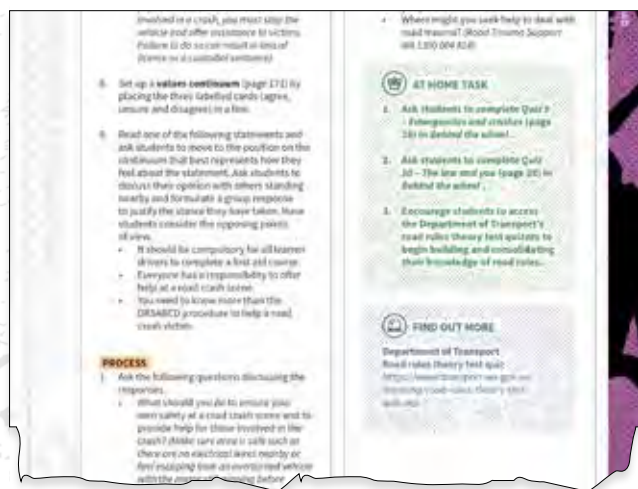 involved in a crash, you must stop the
vehicle and offer assistance to victims.
Failure to do so can result in loss of
licence or a custodial sentence)
8. Set up a values continuum (page 171) by
placing the three labelled cards (agree,
unsure and disagree) in a line.
9. Read one of the following statements and
ask students to move to the position on the
continuum that best represents how they
feel about the statement. Ask students to
discuss their opinion with others standing
nearby and formulate a group response
to justify the stance they have taken. Have
students consider the opposing points
of view.
• It should be compulsory for all learner
drivers to complete a first aid course.
• Everyone has a responsibility to offer
help at a road crash scene.
• You need to know more than the
DRSABCD procedure to help a road
crash victim.
PROCESS
1. Ask the following questions discussing the
responses.
• What should you do to ensure your
own safety at a road crash scene and to
provide help for those involved in the
crash? (Make sure area is safe such as
there are no electrical wires nearby or
fuel escaping from an overturned vehicle
with the before
• Where might you seek help to deal with
road trauma? (Road Trauma Support
WA 1300 004 814)
AT HOME TASK
1. Ask students to complete Quiz 9
- Emergencies and crashes (page
in Behind the wheel .
2. Ask students to complete Quiz
10 – The law and you (page in
Behind the wheel .
3. Encourage students to access
the Department of Transport's
road rules theory test quizzes to
begin building and consolidating
their knowledge of road rules.
FIND OUT MORE
Department of Transport
Road rules theory test quiz